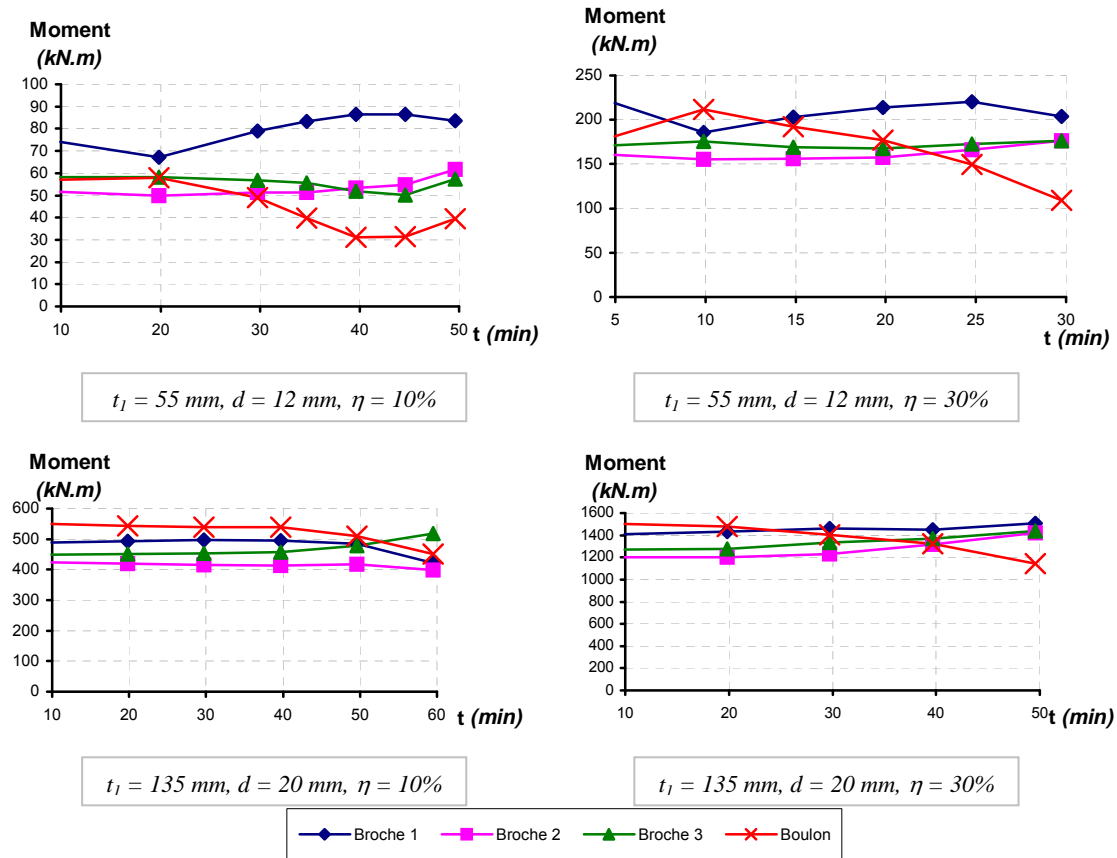 Moment
(kN.m)
100
90
80
70
60
50
40
30
20
10
0
10 20 30 40 50
t (min)
t1 = 55 mm, d = 12 mm, η = 10%
Moment
(kN.m)
250
200
150
100
50
0
5 10 15 20 25 30
t (min)
t1 = 55 mm, d = 12 mm, η = 30%
Moment
(kN.m)
600
500
400
300
200
100
0
10 20 30 40 50 60
t (min)
t1 = 135 mm, d = 20 mm, η = 10%
Moment
(kN.m)
1600
1400
1200
1000
800
600
400
200
0
10 20 30 40 50
t (min)
t1 = 135 mm, d = 20 mm, η = 30%
Broche 1 Broche 2 Broche 3 Boulon